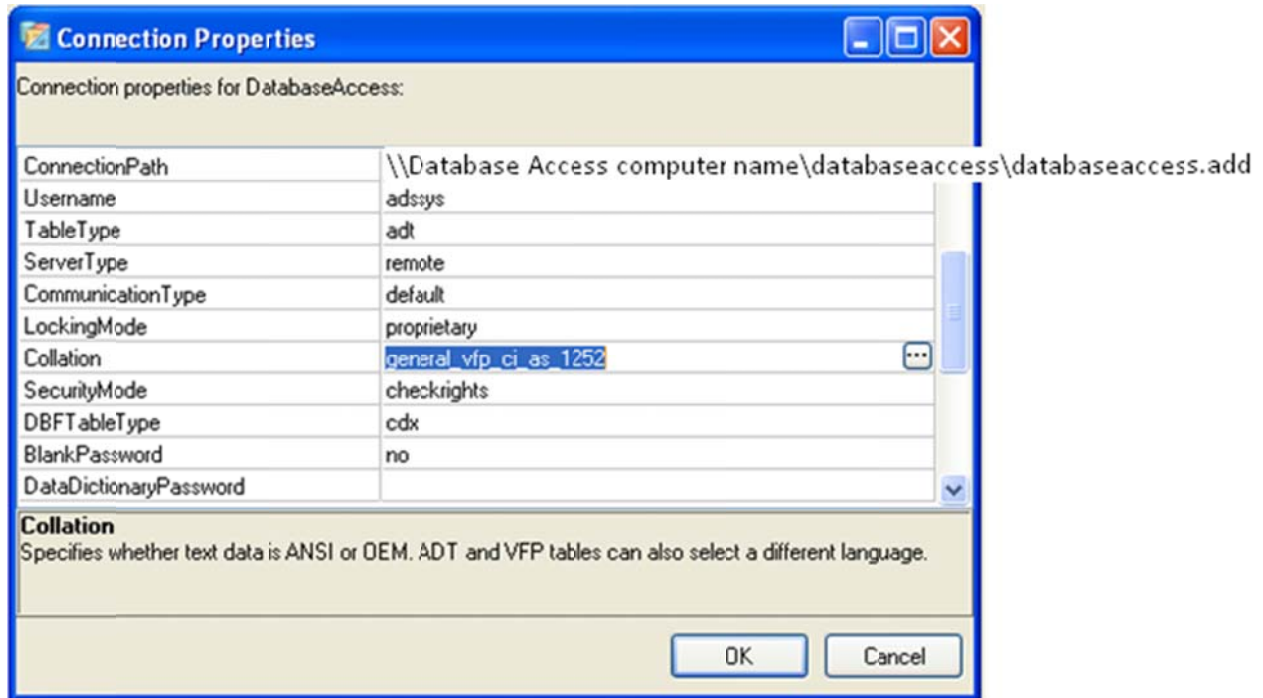 Connection Properties
Connection properties for DatabaseAccess:
ConnectionPath \\Database Access computer name\databaseaccess\databaseaccess.add
Username adssys
TableType adt
ServerType remote
CommunicationType default
LockingMode proprietary
Collation general_vfp_ci_as_1252 ...
SecurityMode checkrights
DBFTableType cdx
BlankPassword no
DataDictionaryPassword
Collation
Specifies whether text data is ANSI or OEM. ADT and VFP tables can also select a different language.
OK Cancel